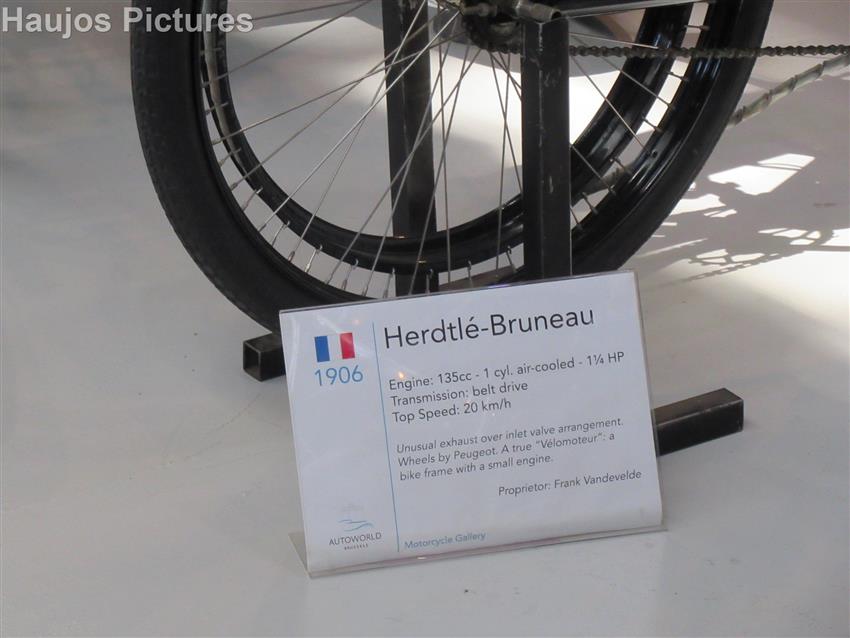 Haujos Pictures
Herdtlé-Bruneau
1906
Engine: 135cc - 1 cyl. air-cooled - 1¼ HP
Transmission: belt drive
Top Speed: 20 km/h
Unusual exhaust over inlet valve arrangement.
Wheels by Peugeot. A true "Vélomoteur": a
bike frame with a small engine.
Proprietor: Frank Vandevelde
AUTOWORLD
BRUSSELS
Motorcycle Gallery